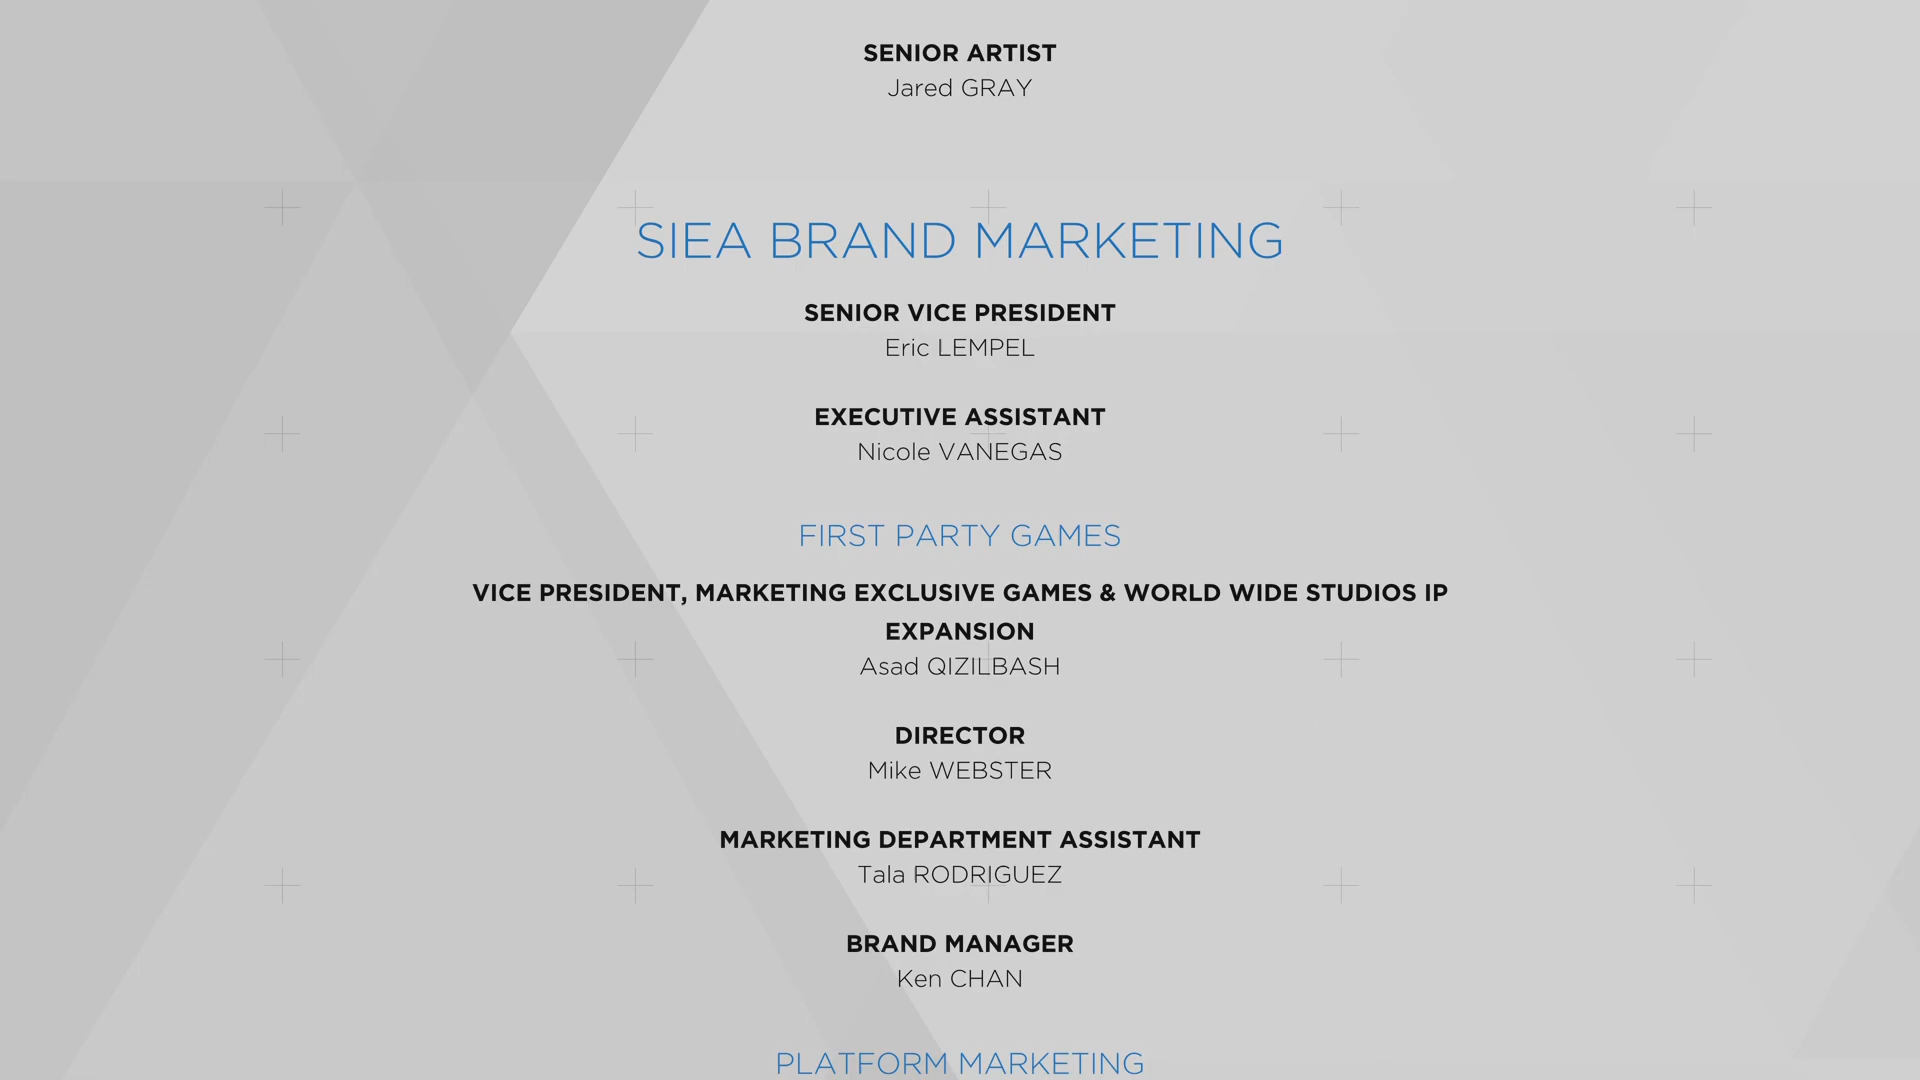 SENIOR ARTIST
Jared GRAY
SIEA BRAND MARKETING
SENIOR VICE PRESIDENT
Eric LEMPEL
EXECUTIVE ASSISTANT
Nicole VANEGAS
FIRST PARTY GAMES
VICE PRESIDENT, MARKETING EXCLUSIVE GAMES & WORLD WIDE STUDIOS IP
EXPANSION
Asad QIZILBASH
DIRECTOR
Mike WEBSTER
MARKETING DEPARTMENT ASSISTANT
Tala RODRIGUEZ
BRAND MANAGER
Ken CHAN
PLATFORM MARKETING